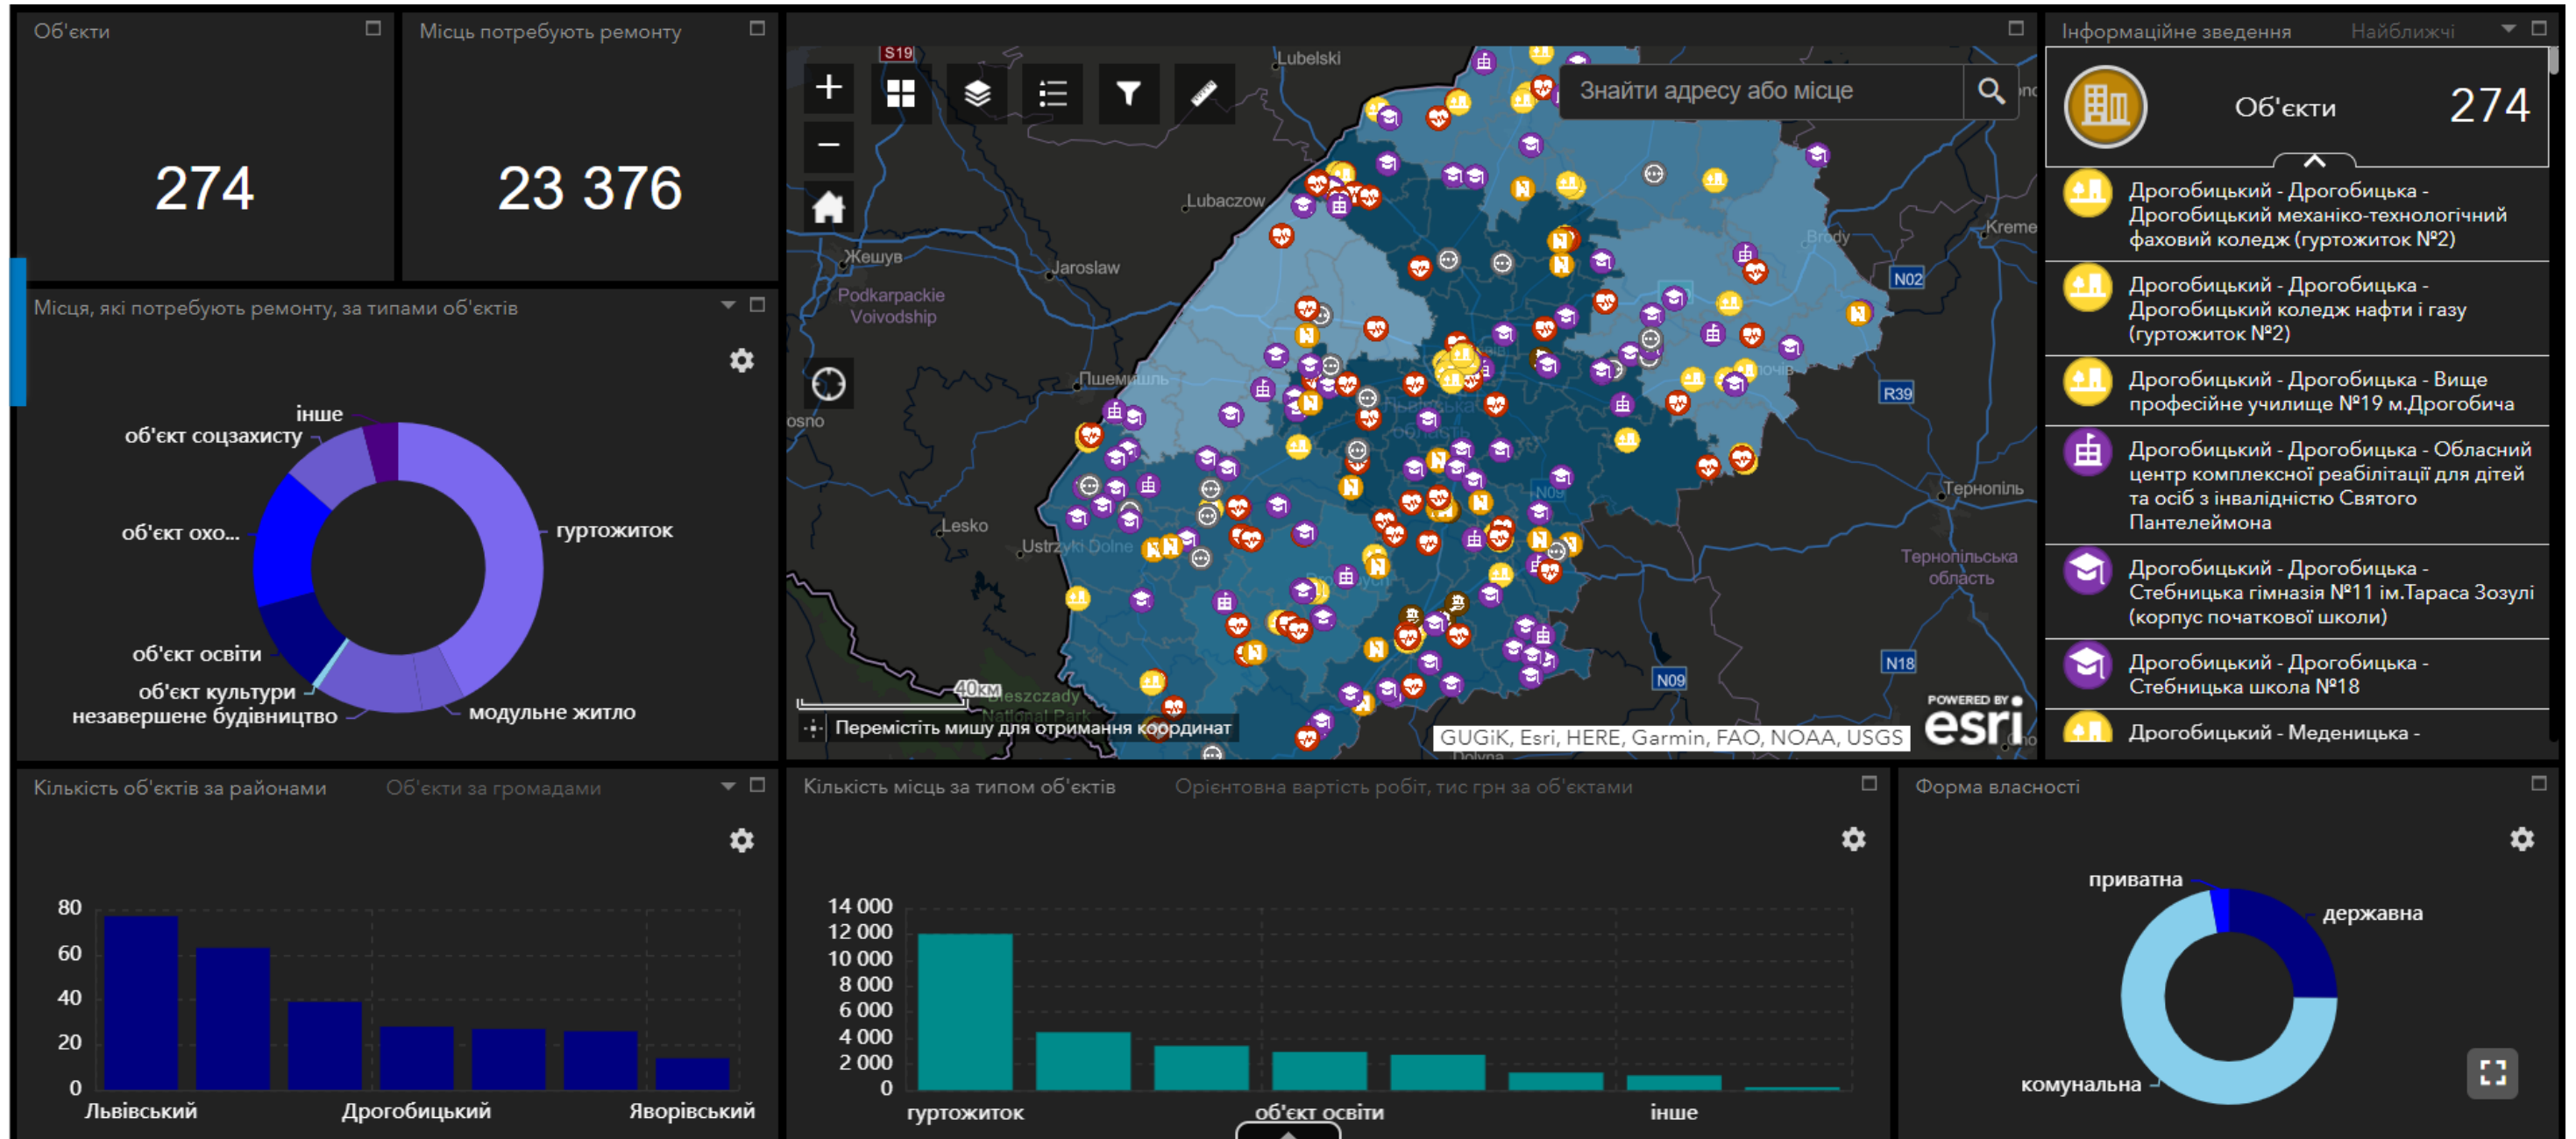 Об'єкти
274
Місць потребують ремонту
23 376
Місця, які потребують ремонту, за типами об'єктів
інше
об'єкт соцзахисту
об'єкт охо...
гуртожиток
об'єкт освіти
об'єкт культури
незавершене будівництво
модульне житло
S19
Lubelski
Знайти адресу або місце
Lubaczow
Жешув
Jaroslaw
Podkarpackie
Voivodship
Пшемишль
Lesko
Ustrzyki Dolne
Brody
Kreme
N02
R39
Львівська
область
N09
Тернопіль
Тернопільська
область
N18
N09
40км
Bieszczady
National Park
Перемістіть мишу для отримання координат
Dolyna
GUGiK, Esri, HERE, Garmin, FAO, NOAA, USGS
POWERED BY
esri
Інформаційне зведення Найближчі
Об'єкти 274
Дрогобицький - Дрогобицька -
Дрогобицький механіко-технологічний
фаховий коледж (гуртожиток №2)
Дрогобицький - Дрогобицька -
Дрогобицький коледж нафти і газу
(гуртожиток №2)
Дрогобицький - Дрогобицька - Вище
професійне училище №19 м.Дрогобича
Дрогобицький - Дрогобицька - Обласний
центр комплексної реабілітації для дітей
та осіб з інвалідністю Святого
Пантелеймона
Дрогобицький - Дрогобицька -
Стебницька гімназія №11 ім.Тараса Зозулі
(корпус початкової школи)
Дрогобицький - Дрогобицька -
Стебницька школа №18
Дрогобицький - Меденицька -
Кількість об'єктів за районами Об'єкти за громадами
80
60
40
20
0
Львівський Дрогобицький Яворівський
Кількість місць за типом об'єктів Орієнтовна вартість робіт, тис грн за об'єктами
14 000
12 000
10 000
8 000
6 000
4 000
2 000
0
гуртожиток об'єкт освіти інше
Форма власності
приватна
державна
комунальна